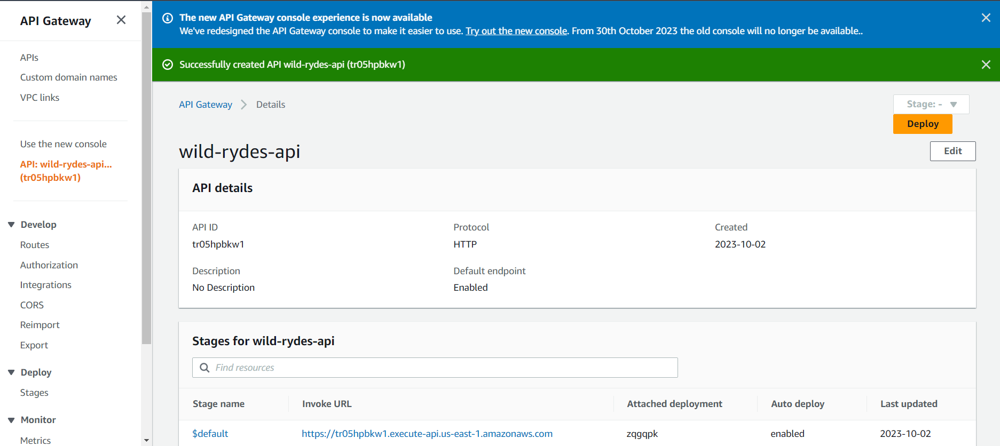 API Gateway
APIs
Custom domain names
VPC links
Use the new console
API: wild-rydes-api...
(tr05hpbkw1)
Develop
Routes
Authorization
Integrations
CORS
Reimport
Export
Deploy
Stages
Monitor
Metrics
The new API Gateway console experience is now available
We've redesigned the API Gateway console to make it easier to use. Try out the new console. From 30th October 2023 the old console will no longer be available..
Successfully created API wild-rydes-api (tr05hpbkw1)
API Gateway Details
Stage: -
Deploy
wild-rydes-api
Edit
API details
API ID Protocol Created
tr05hpbkw1 HTTP 2023-10-02
Description Default endpoint
No Description Enabled
Stages for wild-rydes-api
Find resources
Stage name Invoke URL Attached deployment Auto deploy Last updated
$default https://tr05hpbkw1.execute-api.us-east-1.amazonaws.com zqgqpk enabled 2023-10-02